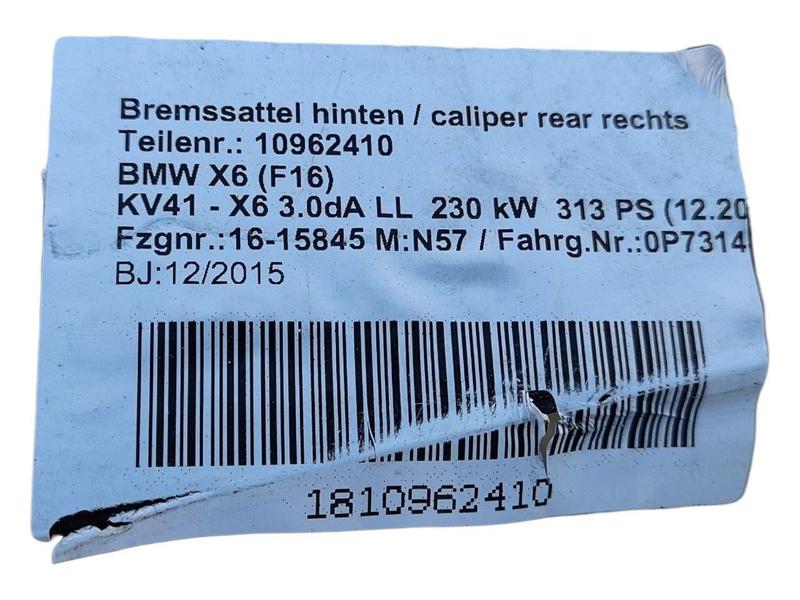 Bremssattel hinten / caliper rear rechts
Teilenr.: 10962410
BMW X6 (F16)
KV41 - X6 3.0dA LL 230 kW 313 PS (12.20
Fzgnr.:16-15845 M:N57 / Fahrg.Nr.:0P7314
BJ:12/2015
1810962410